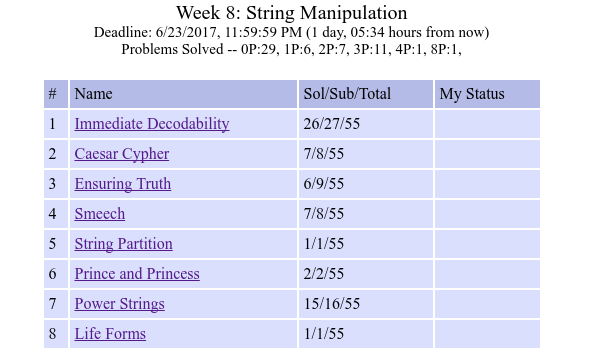 Week 8: String Manipulation
Deadline: 6/23/2017, 11:59:59 PM (1 day, 05:34 hours from now)
Problems Solved -- 0P:29, 1P:6, 2P:7, 3P:11, 4P:1, 8P:1,
# Name Sol/Sub/Total My Status
1 Immediate Decodability 26/27/55
2 Caesar Cypher 7/8/55
3 Ensuring Truth 6/9/55
4 Smeech 7/8/55
5 String Partition 1/1/55
6 Prince and Princess 2/2/55
7 Power Strings 15/16/55
8 Life Forms 1/1/55